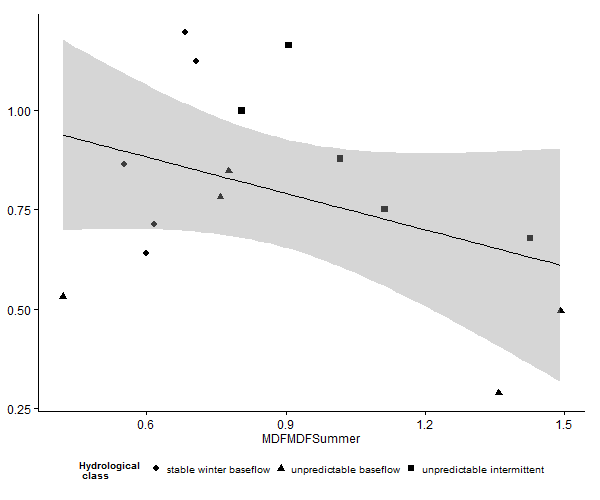 1.00
0.75
0.50
0.25
0.6 0.9 1.2 1.5
MDFMDFSummer
Hydrological
class
stable winter baseflow unpredictable baseflow unpredictable intermittent